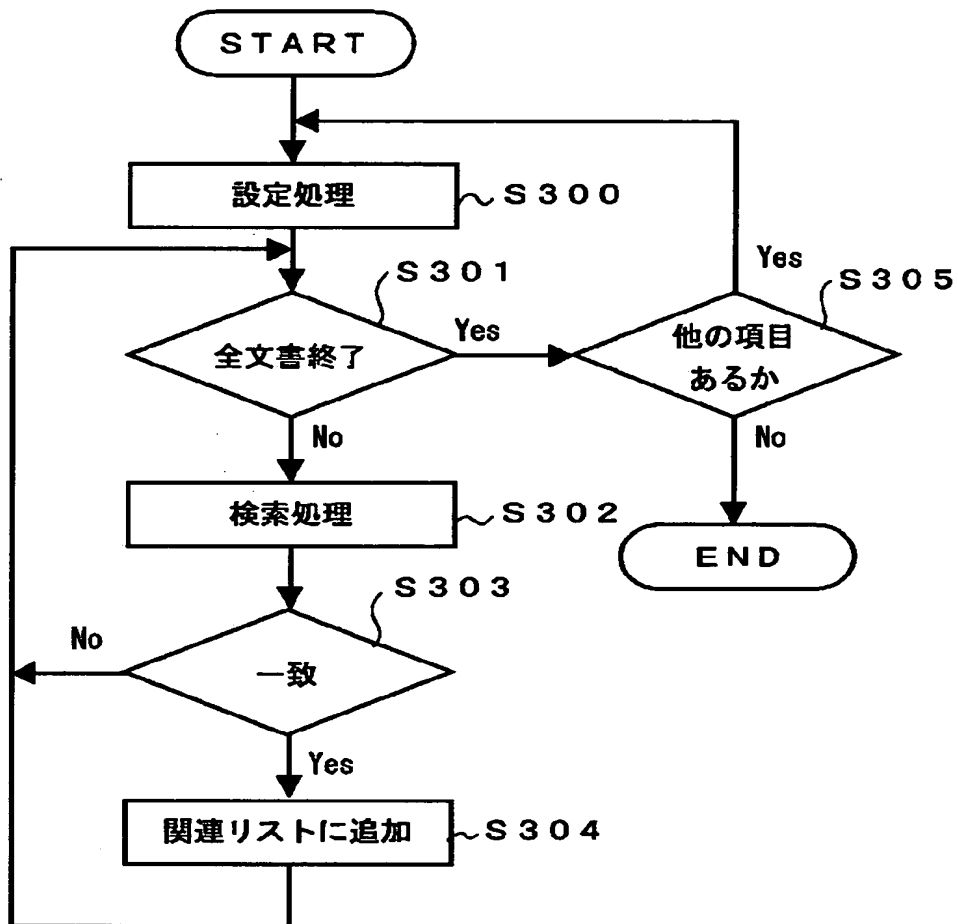 ＳＴＡＲＴ
設定処理
Ｓ３００
Ｓ３０１
全文書終了
Yes
Yes
Ｓ３０５
他の項目
あるか
No
No
検索処理
Ｓ３０２
ＥＮＤ
Ｓ３０３
No
一致
Yes
関連リストに追加
Ｓ３０４